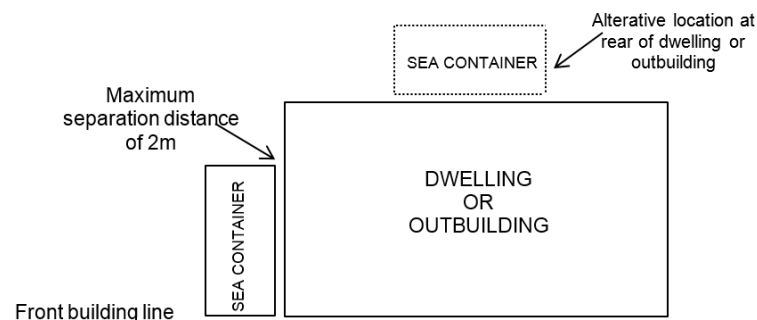 Alterative location at
rear of dwelling or
outbuilding
SEA CONTAINER
Maximum
separation distance
of 2m
DWELLING
OR
OUTBUILDING
SEA CONTAINER
Front building line